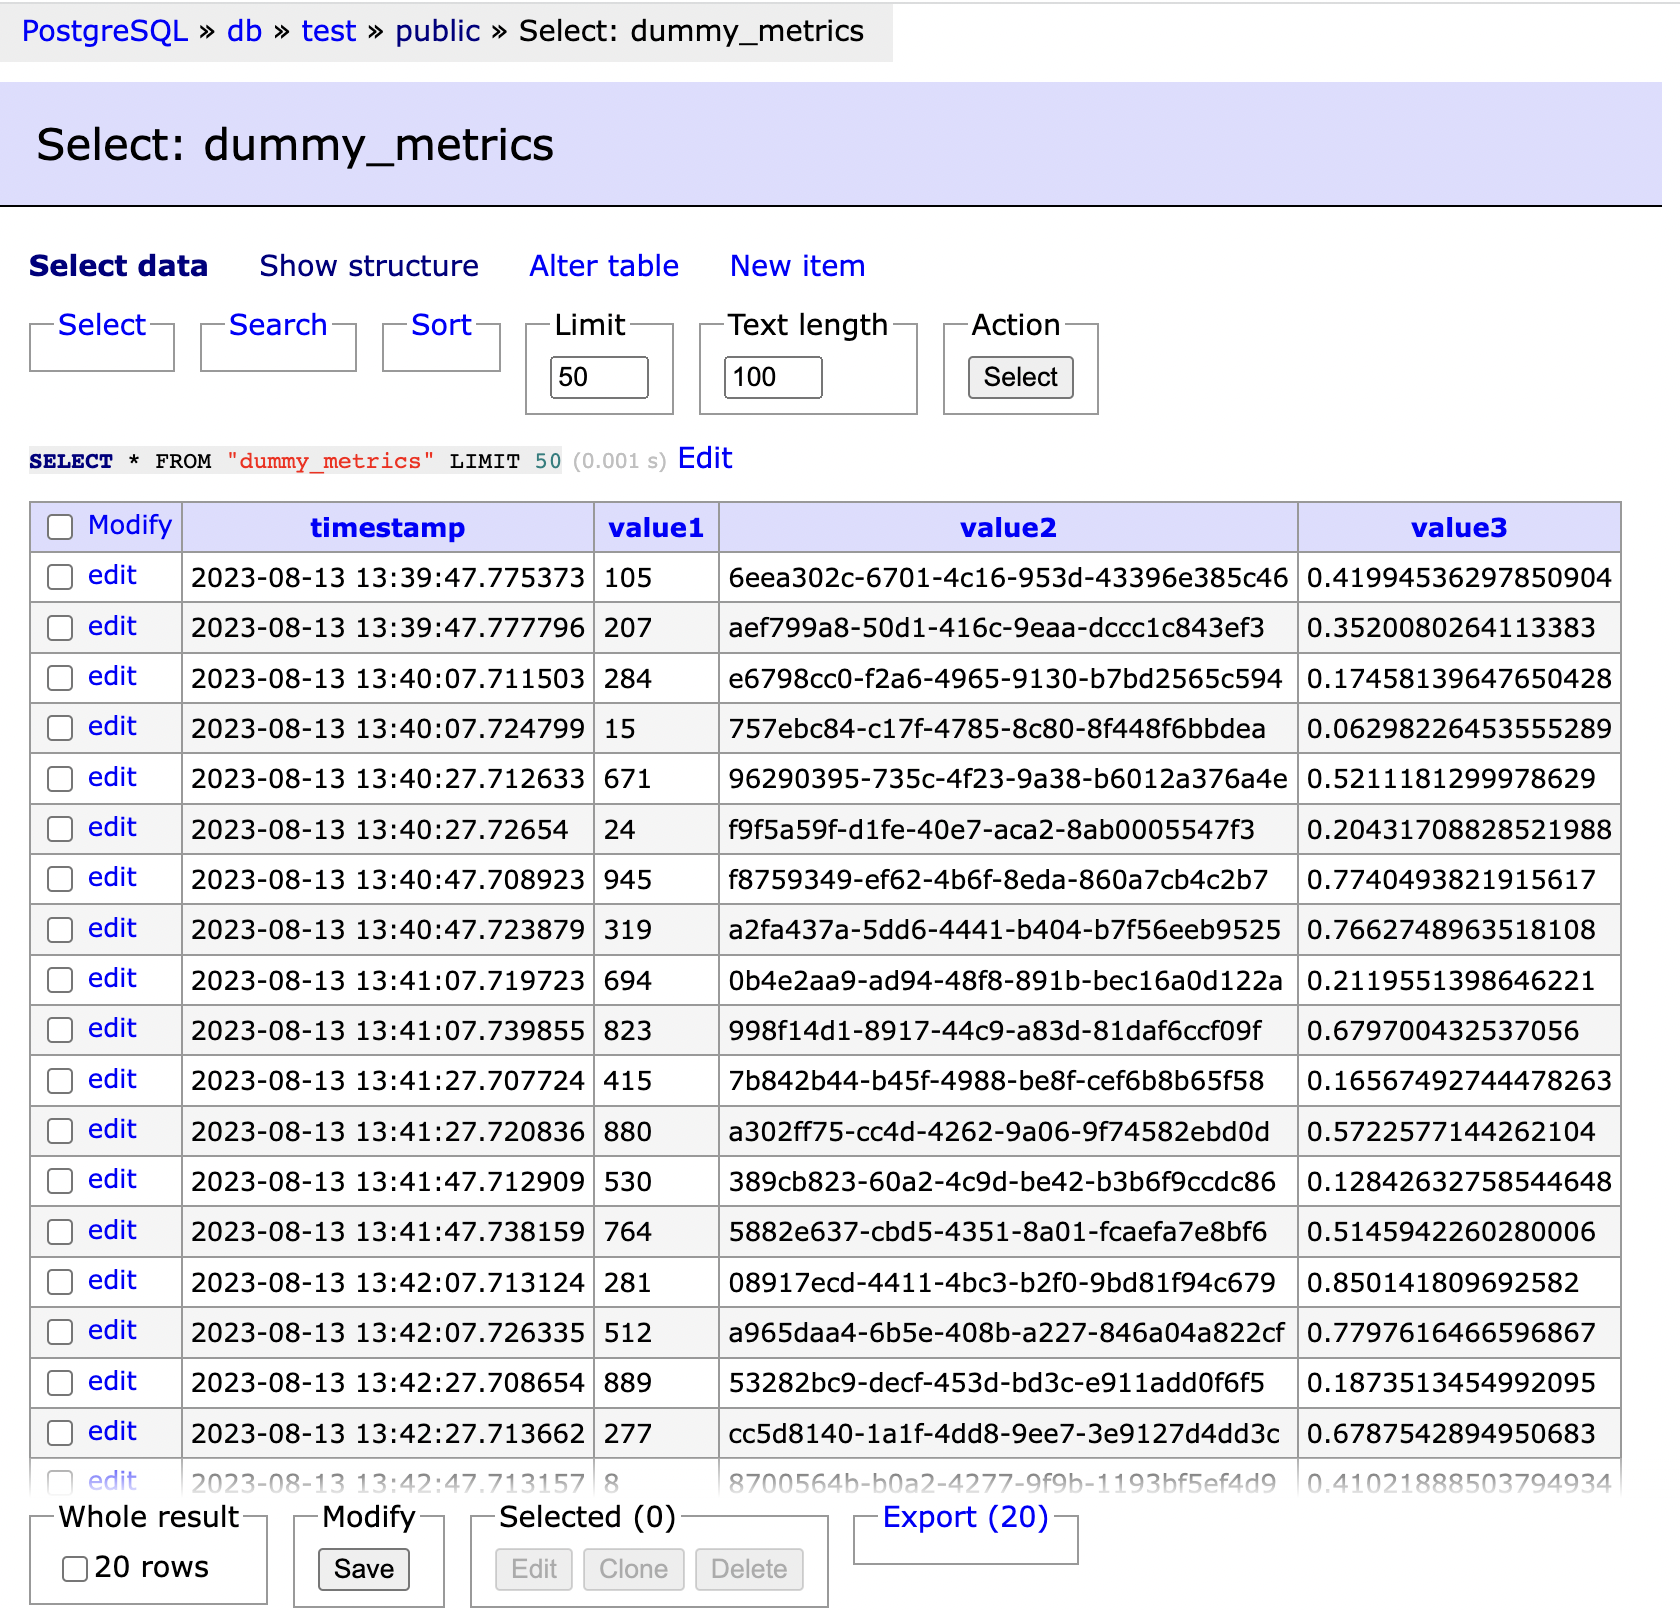 PostgreSQL » db » test » public » Select: dummy_metrics
Select: dummy_metrics
Select data Show structure Alter table New item
Select Search Sort Limit Text length Action
50 100 Select
SELECT * FROM "dummy_metrics" LIMIT 50 (0.001 s) Edit
Modify timestamp value1 value2 value3
edit 2023-08-13 13:39:47.775373 105 6eea302c-6701-4c16-953d-43396e385c46 0.41994536297850904
edit 2023-08-13 13:39:47.777796 207 aef799a8-50d1-416c-9eaa-dccc1c843ef3 0.3520080264113383
edit 2023-08-13 13:40:07.711503 284 e6798cc0-f2a6-4965-9130-b7bd2565c594 0.17458139647650428
edit 2023-08-13 13:40:07.724799 15 757ebc84-c17f-4785-8c80-8f448f6bbdea 0.06298226453555289
edit 2023-08-13 13:40:27.712633 671 96290395-735c-4f23-9a38-b6012a376a4e 0.5211181299978629
edit 2023-08-13 13:40:27.72654 24 f9f5a59f-d1fe-40e7-aca2-8ab0005547f3 0.20431708828521988
edit 2023-08-13 13:40:47.708923 945 f8759349-ef62-4b6f-8eda-860a7cb4c2b7 0.7740493821915617
edit 2023-08-13 13:40:47.723879 319 a2fa437a-5dd6-4441-b404-b7f56eeb9525 0.7662748963518108
edit 2023-08-13 13:41:07.719723 694 0b4e2aa9-ad94-48f8-891b-bec16a0d122a 0.2119551398646221
edit 2023-08-13 13:41:07.739855 823 998f14d1-8917-44c9-a83d-81daf6ccf09f 0.679700432537056
edit 2023-08-13 13:41:27.707724 415 7b842b44-b45f-4988-be8f-cef6b8b65f58 0.16567492744478263
edit 2023-08-13 13:41:27.720836 880 a302ff75-cc4d-4262-9a06-9f74582ebd0d 0.5722577144262104
edit 2023-08-13 13:41:47.712909 530 389cb823-60a2-4c9d-be42-b3b6f9ccdc86 0.12842632758544648
edit 2023-08-13 13:41:47.738159 764 5882e637-cbd5-4351-8a01-fcaefa7e8bf6 0.5145942260280006
edit 2023-08-13 13:42:07.713124 281 08917ecd-4411-4bc3-b2f0-9bd81f94c679 0.850141809692582
edit 2023-08-13 13:42:07.726335 512 a965daa4-6b5e-408b-a227-846a04a822cf 0.7797616466596867
edit 2023-08-13 13:42:27.708654 889 53282bc9-decf-453d-bd3c-e911add0f6f5 0.1873513454992095
edit 2023-08-13 13:42:27.713662 277 cc5d8140-1a1f-4dd8-9ee7-3e9127d4dd3c 0.6787542894950683
edit 2023-08-13 13:42:47.713157 8 8700564b-b0a2-4277-9f9b-1193bf5ef4d9 0.41021888503794934
Whole result Modify Selected (0) Export (20)
20 rows Save Edit Clone Delete